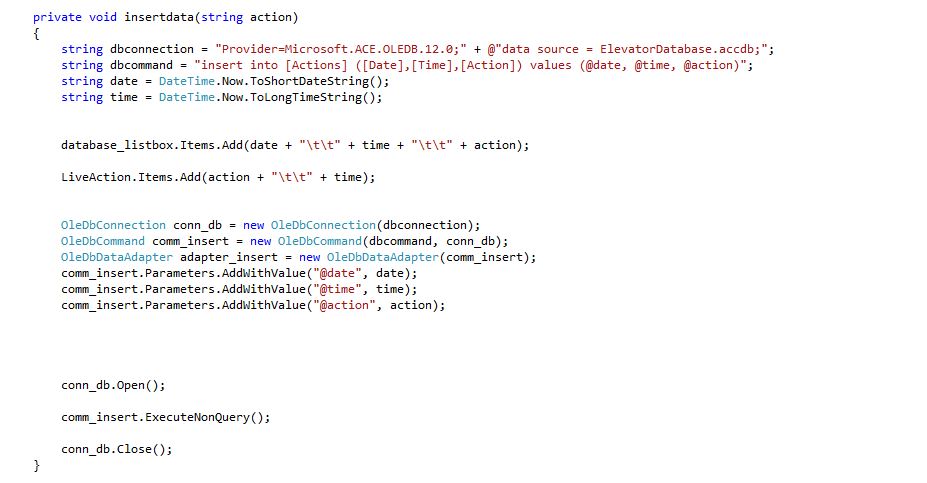 private void insertdata(string action)
{
string dbconnection = "Provider=Microsoft.ACE.OLEDB.12.0;" + @"data source = ElevatorDatabase.accdb;";
string dbcommand = "insert into [Actions] ([Date],[Time],[Action]) values (@date, @time, @action)";
string date = DateTime.Now.ToShortDateString();
string time = DateTime.Now.ToLongTimeString();
database_listbox.Items.Add(date + "\t\t" + time + "\t\t" + action);
LiveAction.Items.Add(action + "\t\t" + time);
OleDbConnection conn_db = new OleDbConnection(dbconnection);
OleDbCommand comm_insert = new OleDbCommand(dbcommand, conn_db);
OleDbDataAdapter adapter_insert = new OleDbDataAdapter(comm_insert);
comm_insert.Parameters.AddWithValue("@date", date);
comm_insert.Parameters.AddWithValue("@time", time);
comm_insert.Parameters.AddWithValue("@action", action);
conn_db.Open();
comm_insert.ExecuteNonQuery();
conn_db.Close();
}